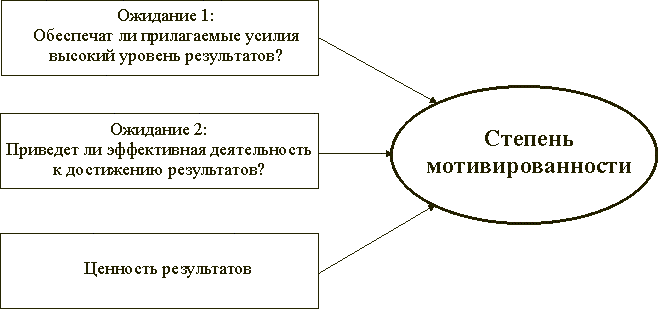 Ожидание 1:
Обеспечат ли прилагаемые усилия
высокий уровень результатов?
Ожидание 2:
Приведет ли эффективная деятельность
к достижению результатов?
Ценность результатов
Степень
мотивированности